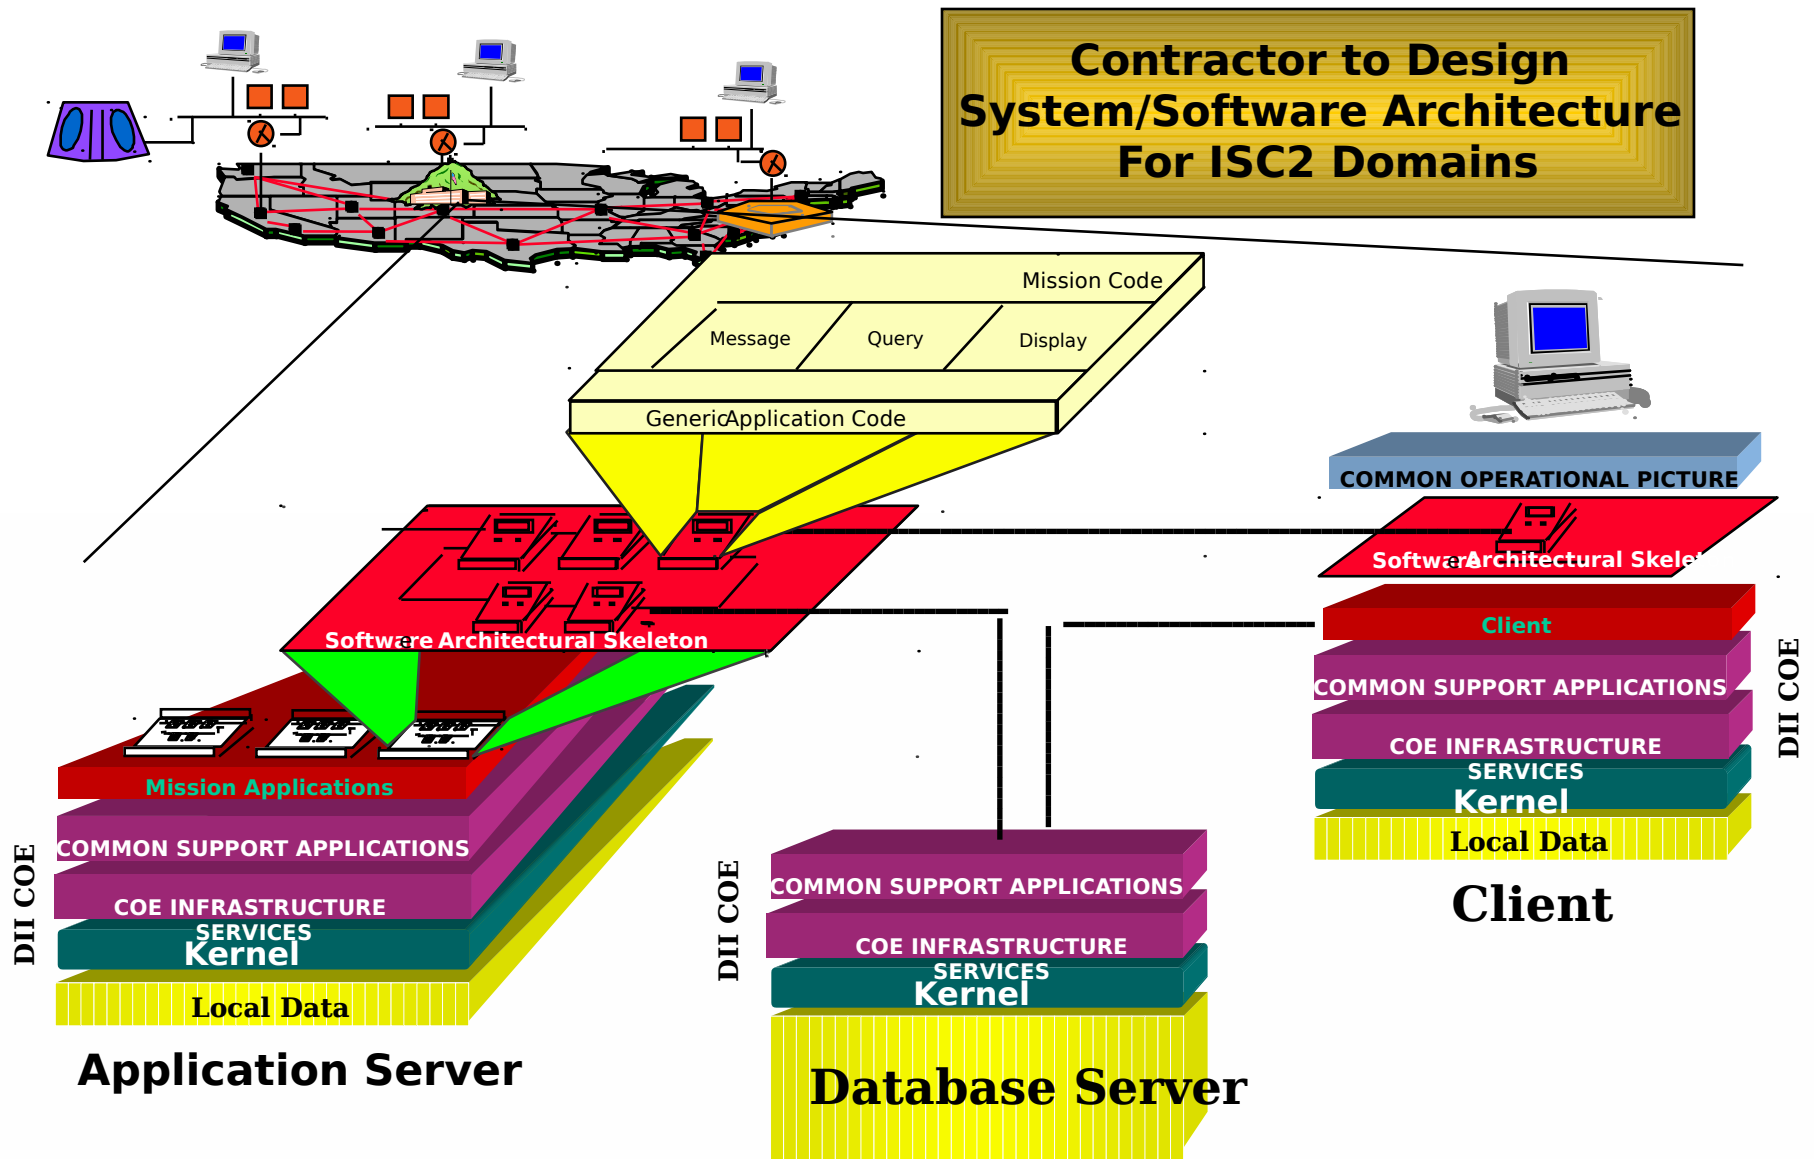 Contractor to Design
System/Software Architecture
For ISC2 Domains
Mission Code
Message
Query
Display
Generic Application Code
COMMON OPERATIONAL PICTURE
Software Architectural Skelet
Client
COMMON SUPPORT APPLICATIONS
COE INFRASTRUCTURE
SERVICES
Kernel
Local Data
DII COE
Client
Software Architectural Skeleton
Mission Applications
COMMON SUPPORT APPLICATIONS
COE INFRASTRUCTURE
SERVICES
Kernel
Local Data
DII COE
Application Server
COMMON SUPPORT APPLICATIONS
COE INFRASTRUCTURE
SERVICES
Kernel
DII COE
Database Server